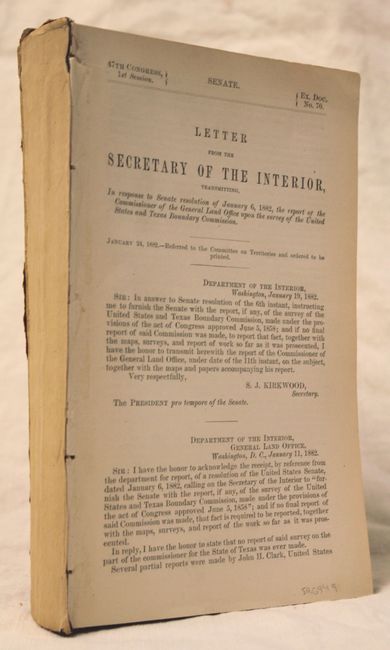 47TH CONGRESS,
1st Session.
SENATE.
EX. DOC.
No. 70.
LETTER
FROM THE
SECRETARY OF THE INTERIOR,
TRANSMITTING,
In response to Senate resolution of January 6, 1882, the report or the
Commissioner of the General Land Office upon the survey of the United
States and Texas Boundary Commission.
JANUARY 24, 1882.—Referred to the Committee on Territories and ordered to be
printed.
DEPARTMENT OF THE INTERIOR,
Washington, January 19, 1882.
SIR: In answer to Senate resolution of the 6th instant, instructing
me to furnish the Senate with the report, if any, of the survey of the
United States and Texas Boundary Commission, made under the pro-
visions of the act of Congress approved June 5, 1858; and if no final
report of said Commission was made, to report that fact, together with
the maps, surveys, and report of work so far as it was prosecuted, I
have the honor to transmit herewith the report of the Commissioner of
the General Land Office, under date of the 11th instant, on the subject,
together with the maps and papers accompanying his report.
Very respectfully,
S. J. KIRKWOOD,
Secretary.
The PRESIDENT pro tempore of the Senate.
DEPARTMENT OF THE INTERIOR,
GENERAL LAND OFFICE,
Washington, D. C., January 11, 1882.
SIR: I have the honor to acknowledge the receipt, by reference from
the department for report, of a resolution of the United States Senate,
dated January 6, 1882, calling on the Secretary of the Interior to "fur-
nish the Senate with the report, if any, of the survey of the United
States and Texas Boundary Commission, made under the provisions of
the act of Congress approved June 5, 1858"; and if no final report of
said Commission was made, that fact is required to be reported, together
with the maps, surveys, and report of the work so far as it was pros-
ecuted.
In reply, I have the honor to state that no report of said survey on the
part of the commissioner for the State of Texas was ever made.
Several partial reports were made by John H. Clark, United States